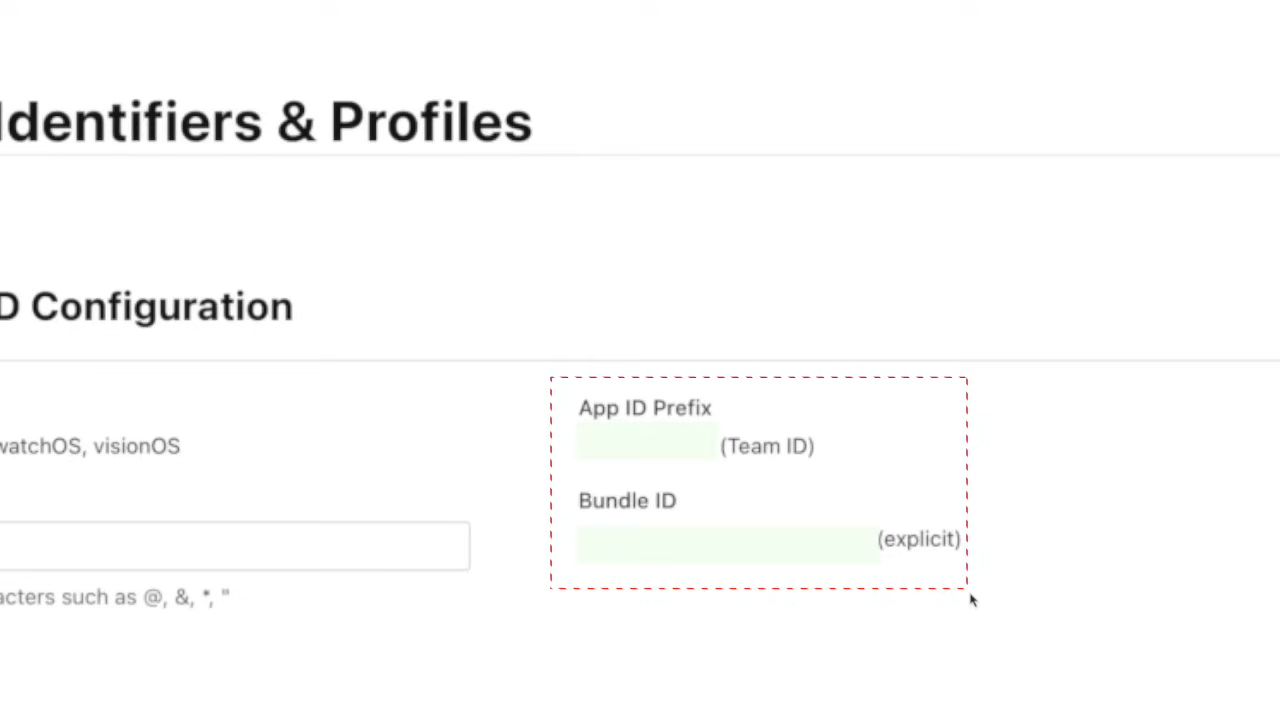 Identifiers & Profiles
D Configuration
App ID Prefix
watchOS, visionOS
(Team ID)
Bundle ID
(explicit)
acters such as @, &, *, "